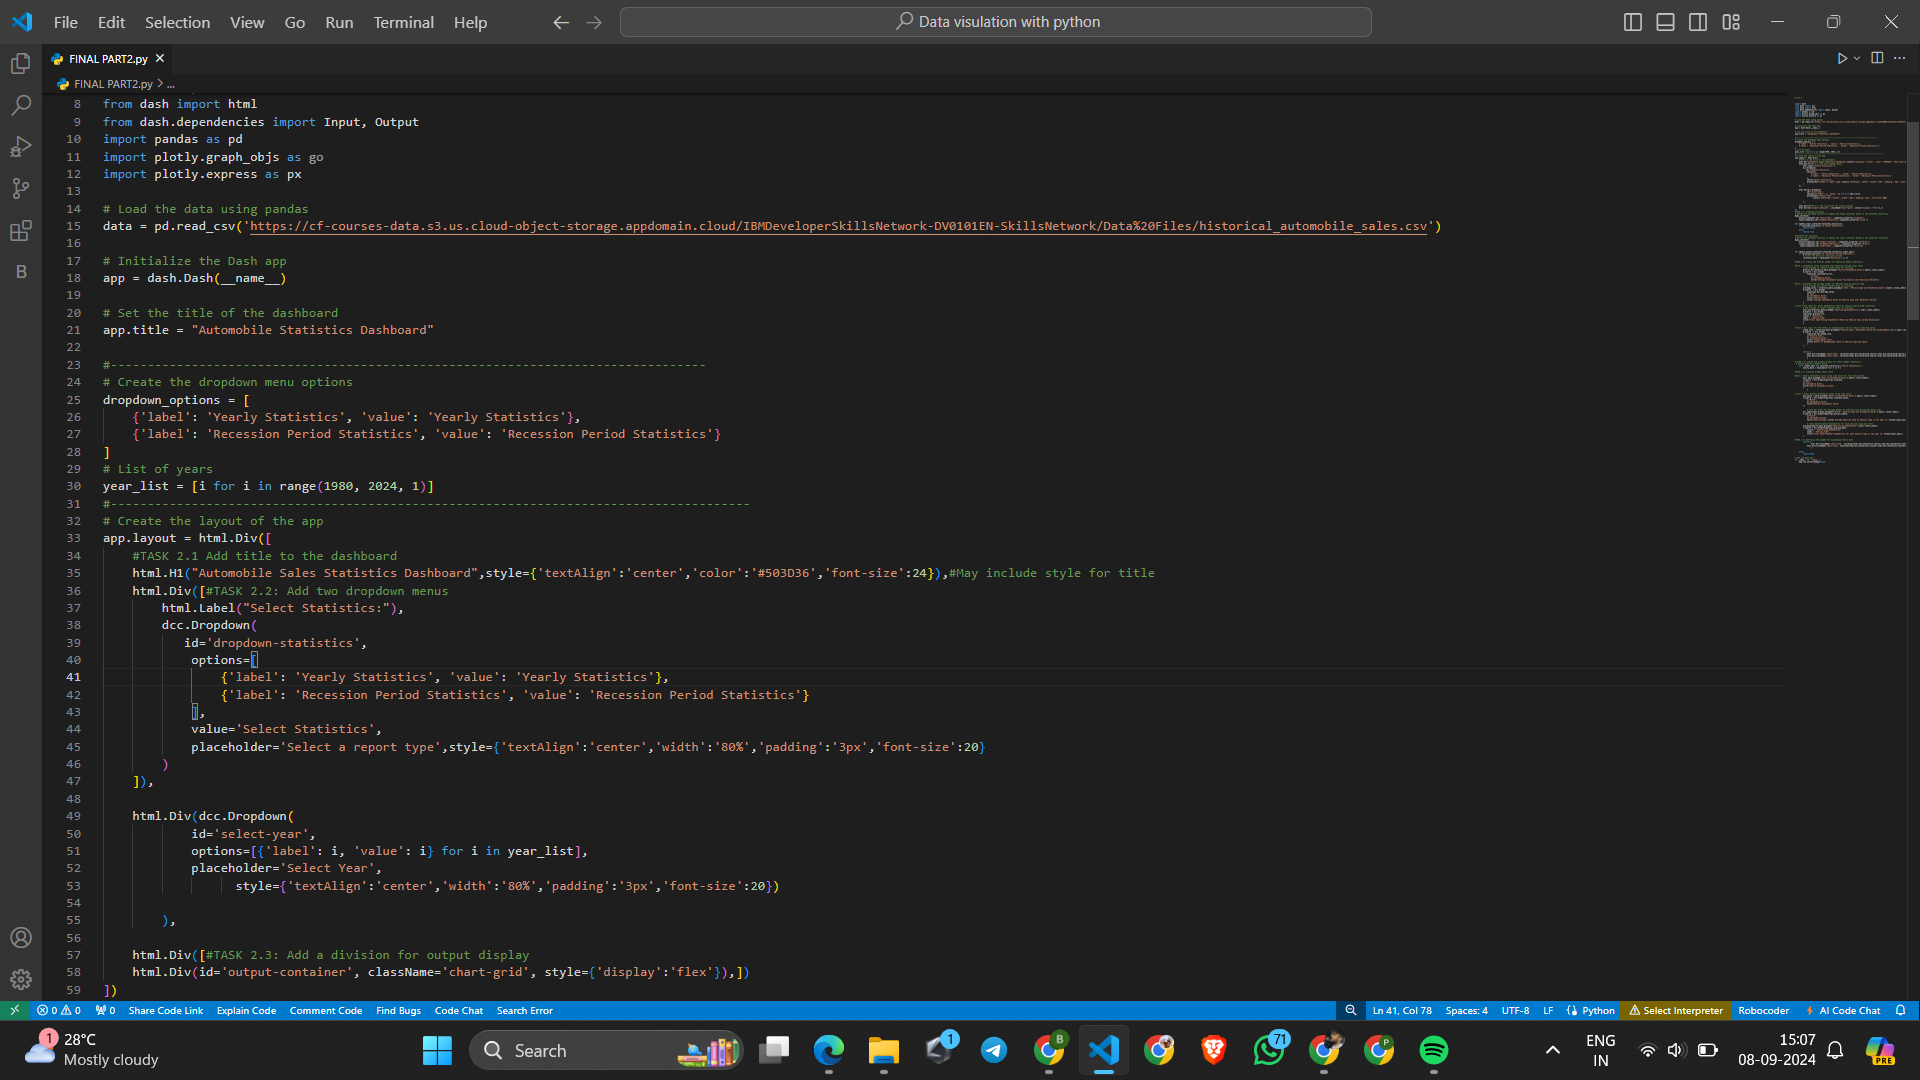 File Edit Selection View Go Run Terminal Help
Data visulation with python
FINAL PART2.py
FINAL PART2.py > ...
8 from dash import html
9 from dash.dependencies import Input, Output
10 import pandas as pd
11 import plotly.graph_objs as go
12 import plotly.express as px
13
14 # Load the data using pandas
15 data = pd.read_csv('https://cf-courses-data.s3.us.cloud-object-storage.appdomain.cloud/IBMDeveloperSkillsNetwork-DV0101EN-SkillsNetwork/Data%20Files/historical_automobile_sales.csv')
16
17 # Initialize the Dash app
18 app = dash.Dash(__name__)
19
20 # Set the title of the dashboard
21 app.title = "Automobile Statistics Dashboard"
22
23 #---------------------------------------------------------------------------------
24 # Create the dropdown menu options
25 dropdown_options = [
26     {'label': 'Yearly Statistics', 'value': 'Yearly Statistics'},
27     {'label': 'Recession Period Statistics', 'value': 'Recession Period Statistics'}
28 ]
29 # List of years
30 year_list = [i for i in range(1980, 2024, 1)]
31 #---------------------------------------------------------------------------------------
32 # Create the layout of the app
33 app.layout = html.Div([
34     #TASK 2.1 Add title to the dashboard
35     html.H1("Automobile Sales Statistics Dashboard",style={'textAlign':'center','color':'#503D36','font-size':24}),#May include style for title
36     html.Div([#TASK 2.2: Add two dropdown menus
37         html.Label("Select Statistics:"),
38         dcc.Dropdown(
39            id='dropdown-statistics',
40             options=[
41                 {'label': 'Yearly Statistics', 'value': 'Yearly Statistics'},
42                 {'label': 'Recession Period Statistics', 'value': 'Recession Period Statistics'}
43             ],
44             value='Select Statistics',
45             placeholder='Select a report type',style={'textAlign':'center','width':'80%','padding':'3px','font-size':20}
46         )
47     ]),
48
49     html.Div(dcc.Dropdown(
50             id='select-year',
51             options=[{'label': i, 'value': i} for i in year_list],
52             placeholder='Select Year',
53                   style={'textAlign':'center','width':'80%','padding':'3px','font-size':20})
54
55         ),
56
57     html.Div([#TASK 2.3: Add a division for output display
58     html.Div(id='output-container', className='chart-grid', style={'display':'flex'}),])
59 ])
B
0 0 0 Share Code Link Explain Code Comment Code Find Bugs Code Chat Search Error
Ln 41, Col 78 Spaces: 4 UTF-8 LF Python Select Interpreter Robocoder AI Code Chat
1 28°C
Mostly cloudy
Search
1
B
71
P
ENG
IN
15:07
08-09-2024
PRE